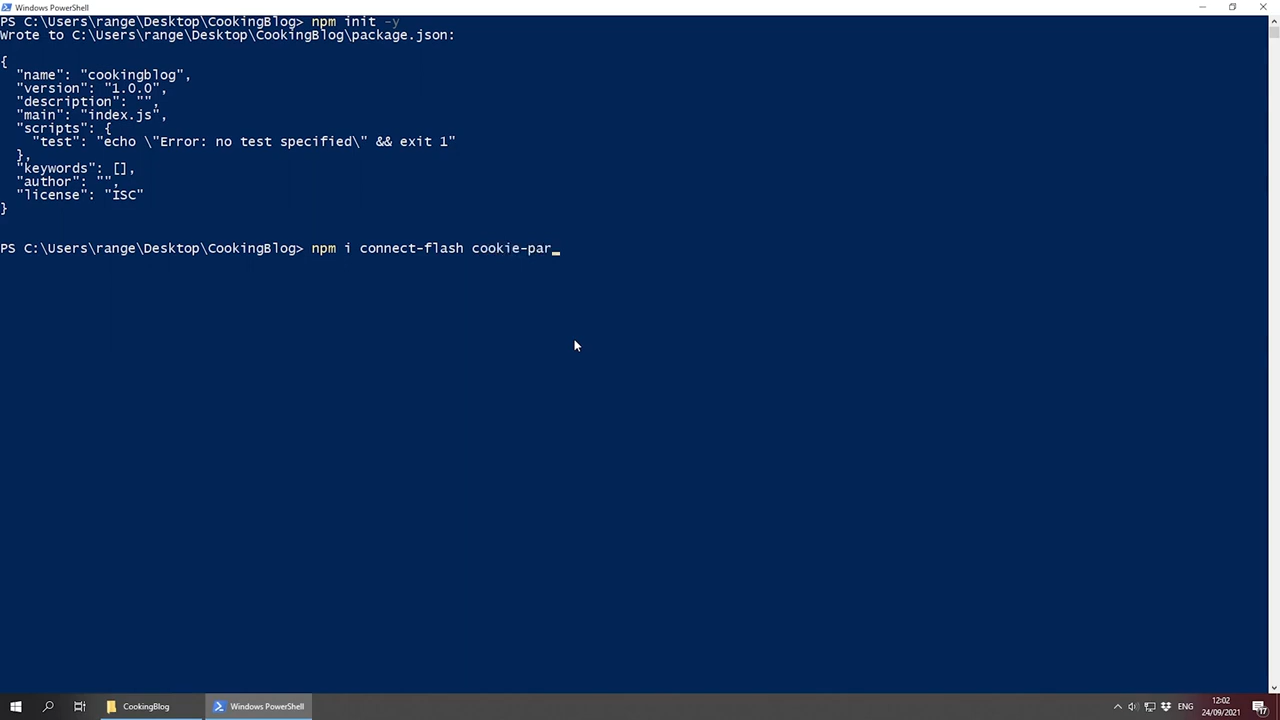 Windows PowerShell
PS C:\Users\range\Desktop\CookingBlog> npm init -y
Wrote to C:\Users\range\Desktop\CookingBlog\package.json:
{
"name": "cookingblog",
"version": "1.0.0",
"description": "",
"main": "index.js",
"scripts": {
"test": "echo \"Error: no test specified\" && exit 1"
},
"keywords": [],
"author": "",
"license": "ISC"
}
PS C:\Users\range\Desktop\CookingBlog> npm i connect-flash cookie-par_
CookingBlog
Windows PowerShell
ENG
12:02
24/09/2021
17